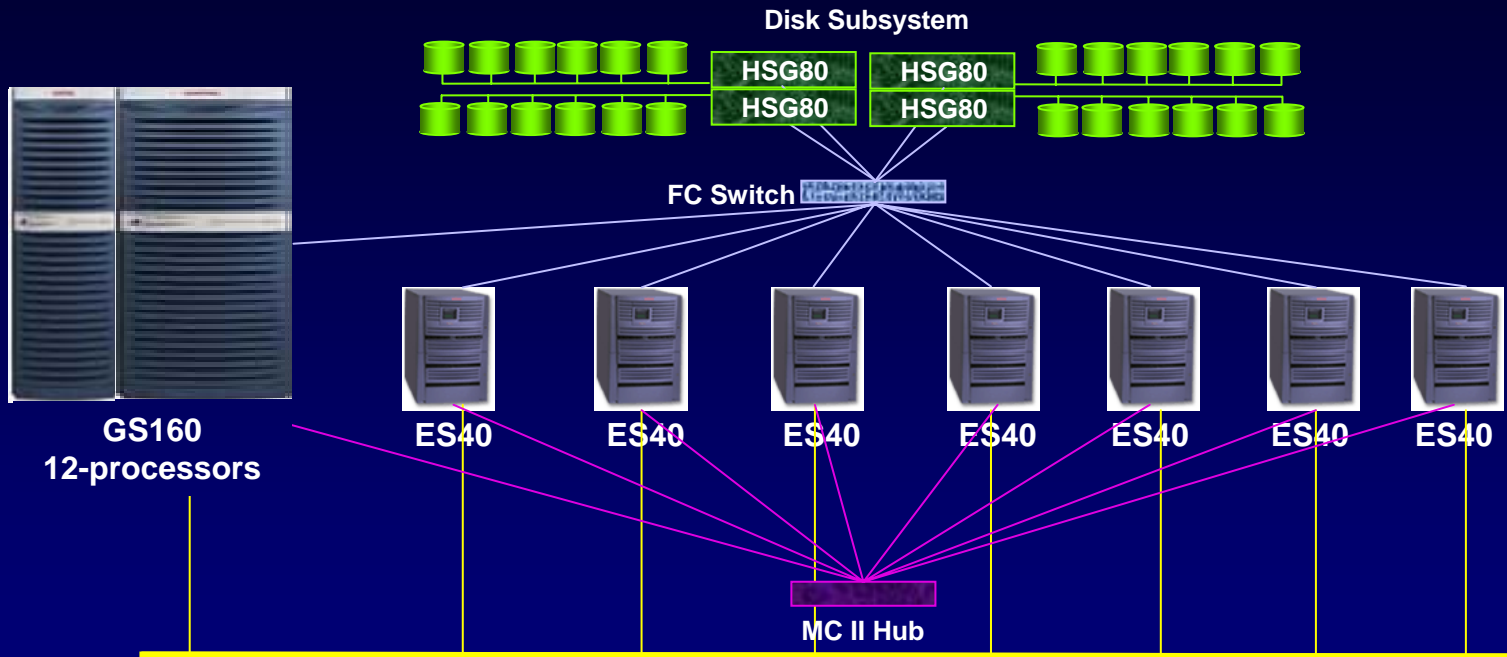 Disk Subsystem
HSG80
HSG80
HSG80
HSG80
FC Switch
GS160
12-processors
ES40
ES40
ES40
ES40
ES40
ES40
ES40
MC II Hub